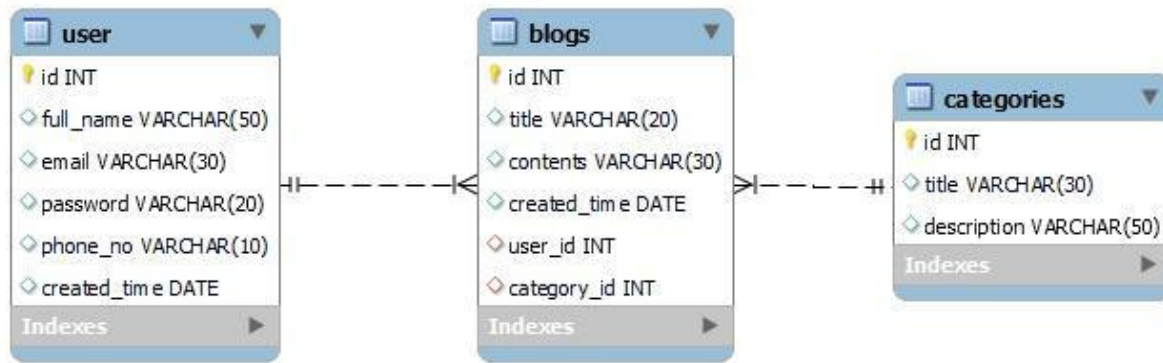 user
id INT
full_name VARCHAR(50)
email VARCHAR(30)
password VARCHAR(20)
phone_no VARCHAR(10)
created_time DATE
Indexes
blogs
id INT
title VARCHAR(20)
contents VARCHAR(30)
created_time DATE
user_id INT
category_id INT
Indexes
categories
id INT
title VARCHAR(30)
description VARCHAR(50)
Indexes